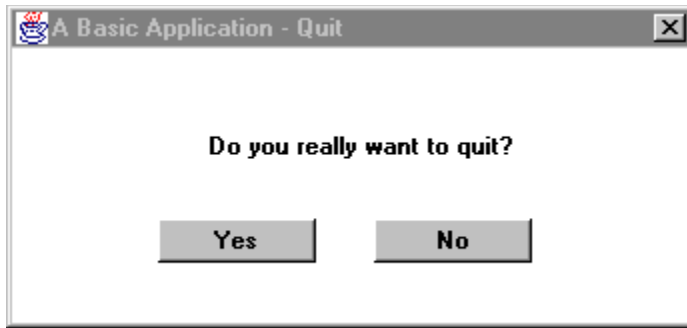 A Basic Application - Quit
Do you really want to quit?
Yes
No